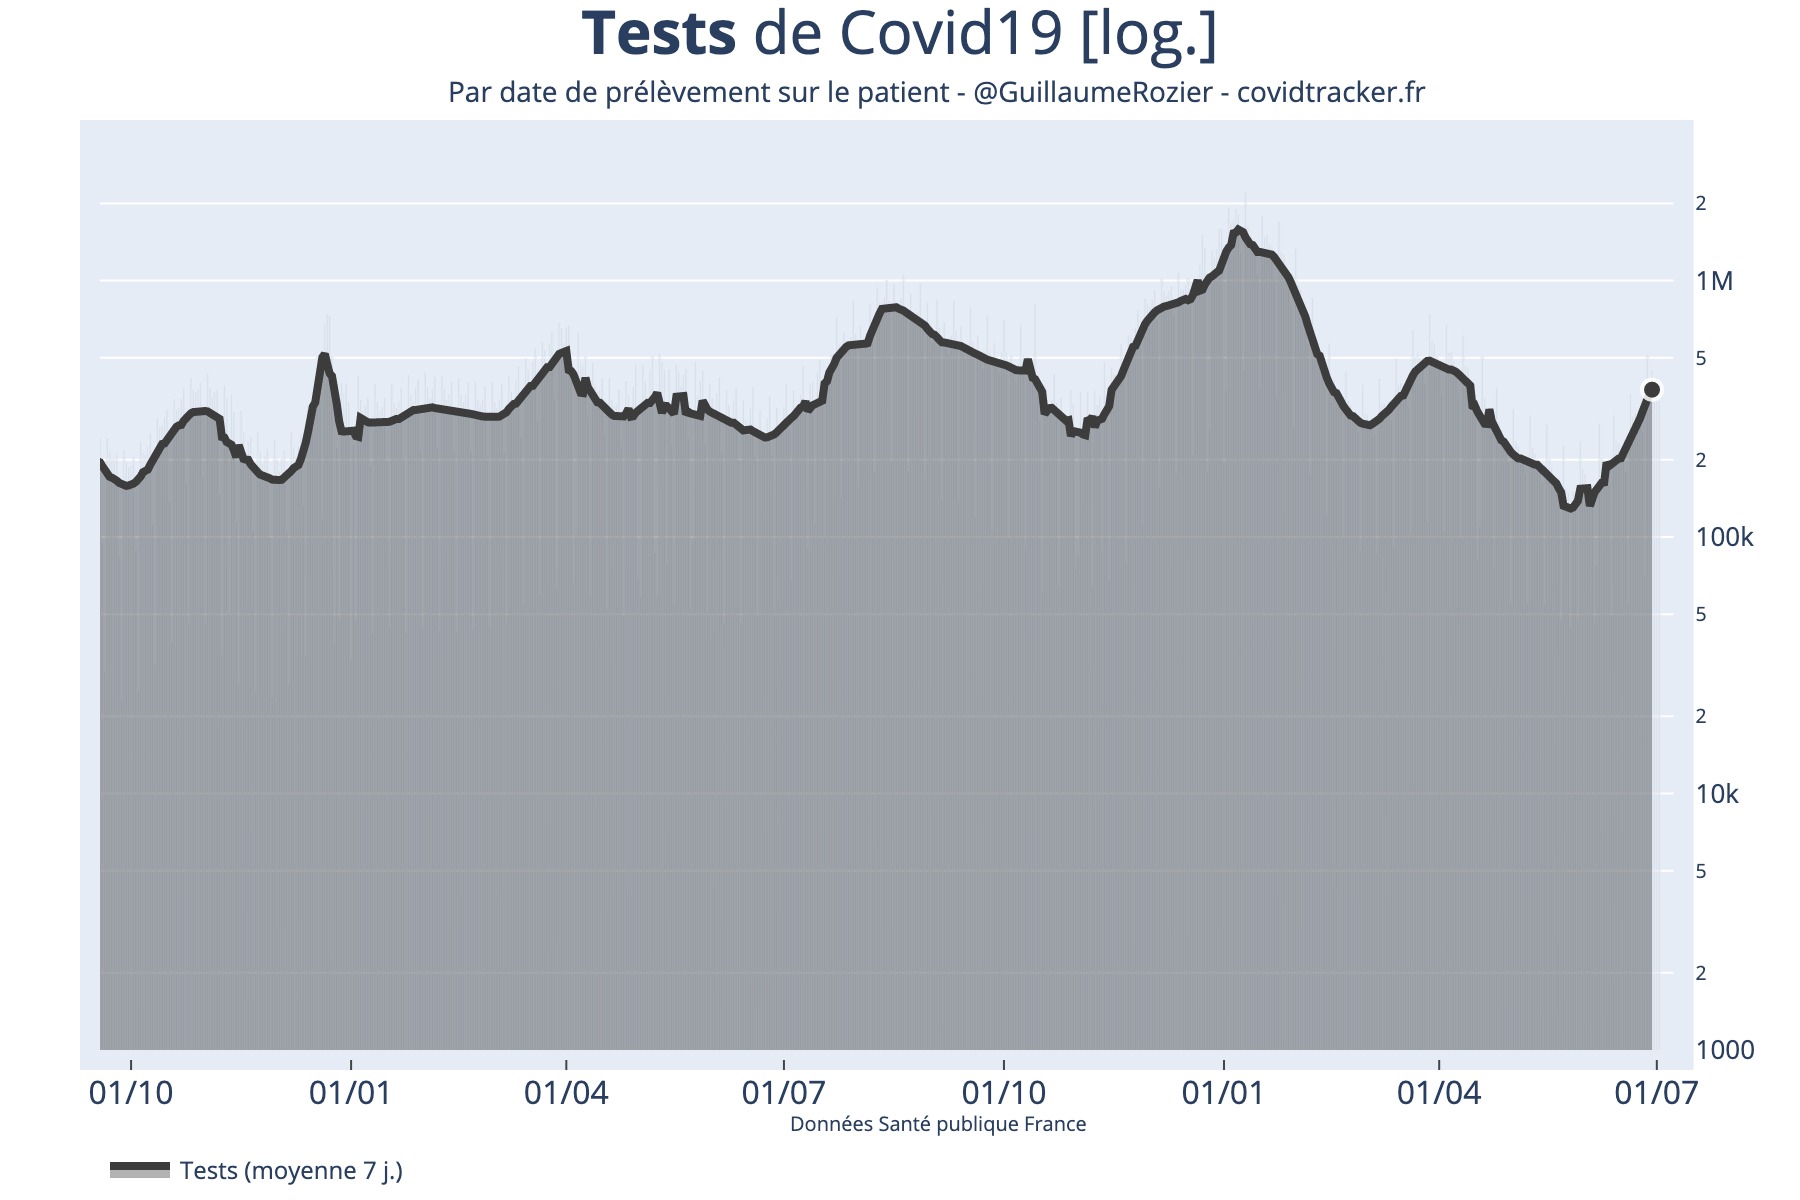 Tests de Covid19 [log.]
Par date de prélèvement sur le patient - @GuillaumeRozier - covidtracker.fr
2
1M
5
2
100k
5
2
10k
5
2
1000
01/10 01/01 01/04 01/07 01/10 01/01 01/04 01/07
Données Santé publique France
Tests (moyenne 7 j.)